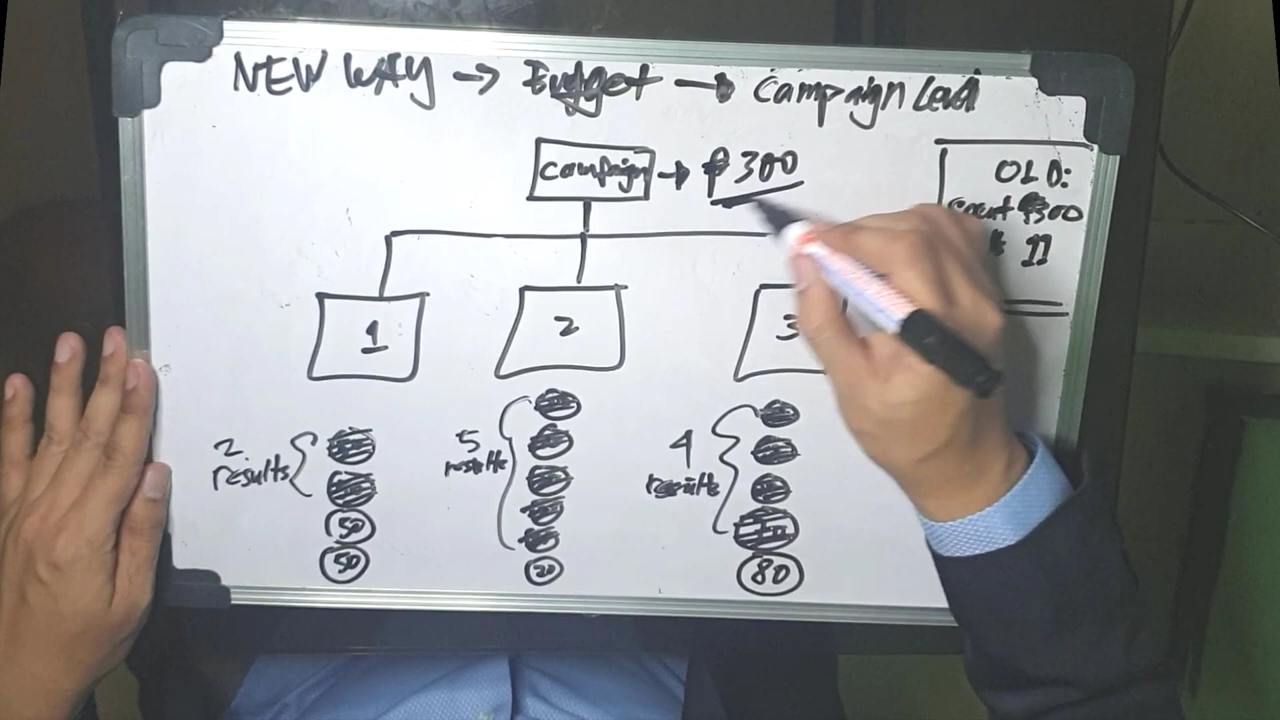 NEW WAY → Budget → Campaign Level
campaign → ₱300
OLD:
₱300
11
1
2
3
2
results
5
results
4
results
50
50
20
80